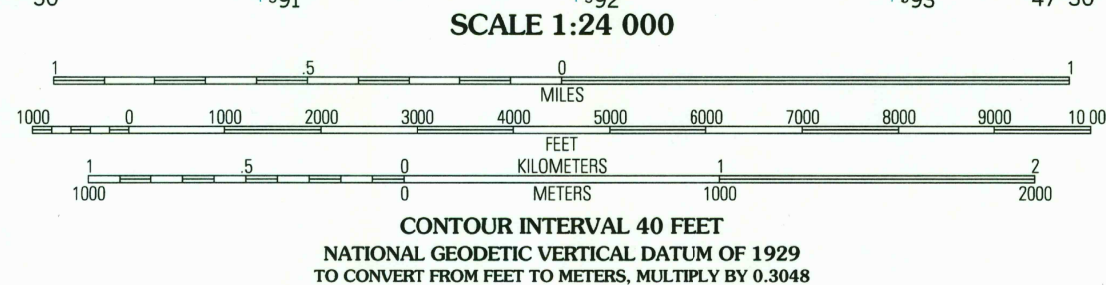 SCALE 1:24 000
1 .5 0 1
MILES
1000 0 1000 2000 3000 4000 5000 6000 7000 8000 9000 10 00
FEET
1 .5 0 KILOMETERS 1 2
1000 0 METERS 1000 2000
CONTOUR INTERVAL 40 FEET
NATIONAL GEODETIC VERTICAL DATUM OF 1929
TO CONVERT FROM FEET TO METERS, MULTIPLY BY 0.3048